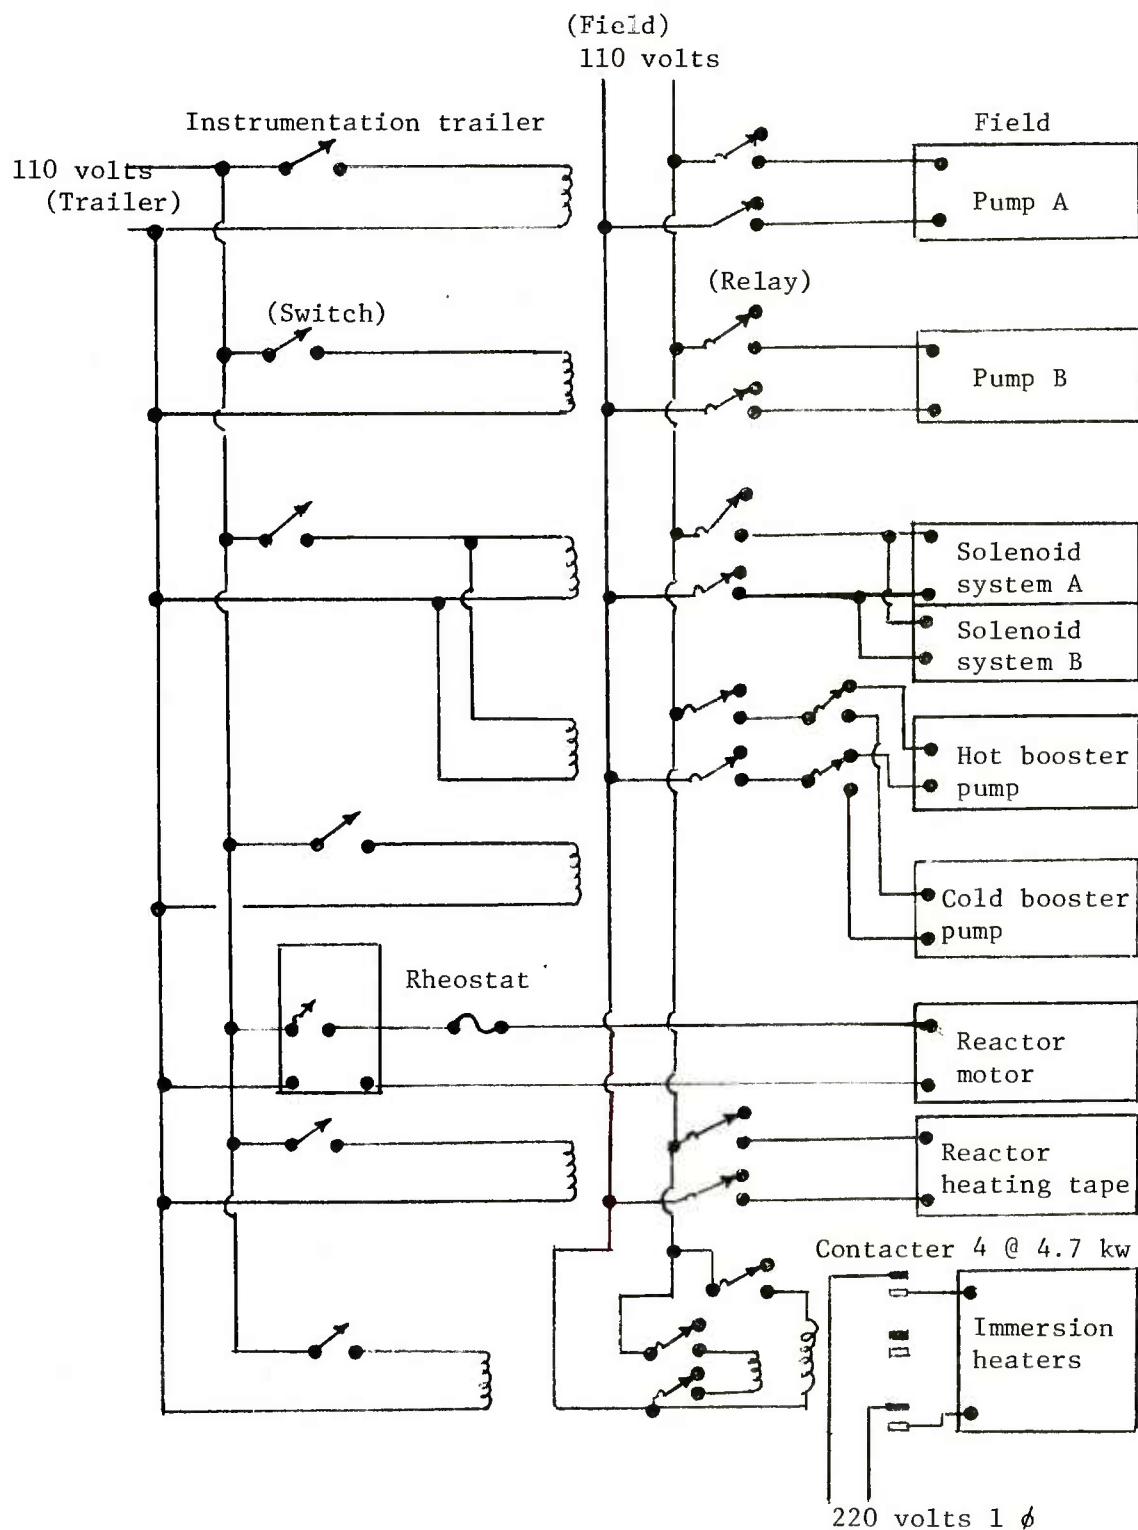 (Field)
110 volts
Instrumentation trailer
Field
110 volts
(Trailer)
Pump A
(Relay)
(Switch)
Pump B
Solenoid
system A
Solenoid
system B
Hot booster
pump
Cold booster
pump
Rheostat
Reactor
motor
Reactor
heating tape
Contacter 4 @ 4.7 kw
Immersion
heaters
220 volts 1 ϕ